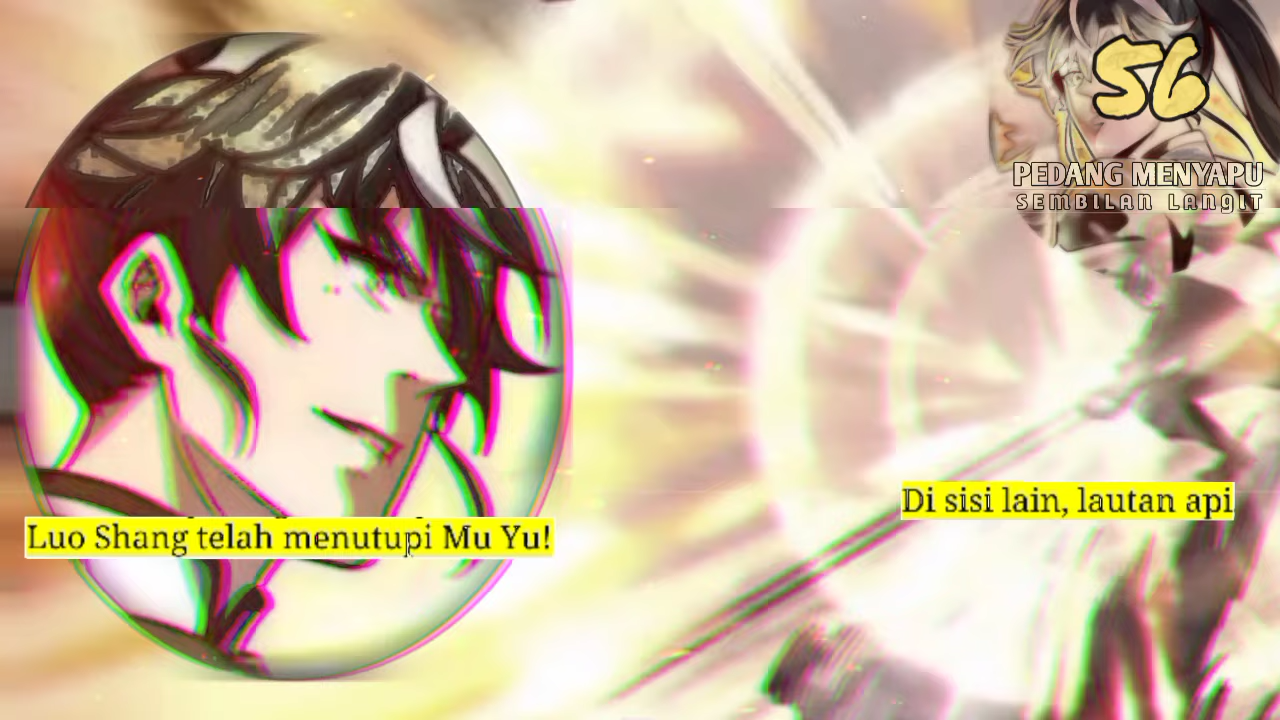 56
PEDANG MENYAPU
SEMBILAN LANGIT
Di sisi lain, lautan api
Luo Shang telah menutupi Mu Yu!